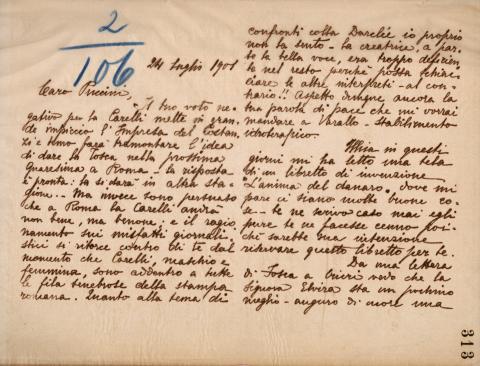 2/106
24 Luglio 1901
Caro Puccini,
Il tuo voto ne-
gativo per la Carelli mette in gran-
de impiccio l'Impresa del Costan-
zi e temo farà tramontare l'idea
di dare la Tosca nella prossima
Quaresima a Roma - la risposta
è pronta: la si darà in altra sta-
gione. - Ma invece sono persuaso
che a Roma la Carelli andrà
non bene, ma benone: e il ragio-
namento sui misfatti giornali-
stici si ritorce contro di te dal
momento che Carelli, maschio e
femmina, sono addentro a tutte
le fila tenebrose della stampa
romana. Quanto alla tema di
confronti colla Darclée io proprio
non la sento - la creatrice, a par-
te la bella voce, era troppo deficien-
te nel resto perchè possa schiac-
ciare le altre interpreti - al con-
trario!! Aspetto dunque ancora la
tua parola di pace che mi vorrai
mandare a Varallo - Stabilimento
idroterapico.
Illica in questi
giorni mi ha letto una tela
di un libretto di invenzione
L'anima del danaro, dove mi
pare ci siano molte buone co-
se - te ne scrivo caso mai egli
pure te ne facesse cenno poi-
chè sarebbe mia intenzione
riservare questo libretto per te.
Da una lettera
di Tosca a vedo che la
Signora Elvira sta un pochino
meglio - auguro di cuore una
313